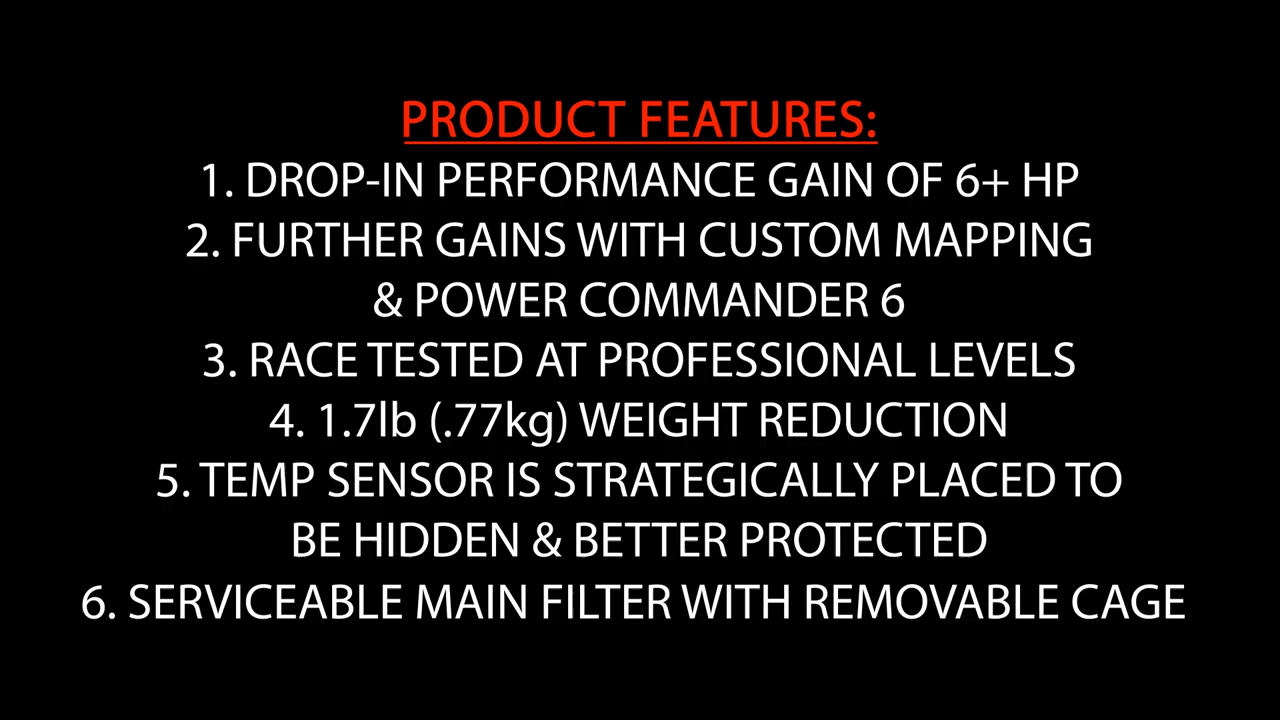 PRODUCT FEATURES:
1. DROP-IN PERFORMANCE GAIN OF 6+ HP
2. FURTHER GAINS WITH CUSTOM MAPPING
& POWER COMMANDER 6
3. RACE TESTED AT PROFESSIONAL LEVELS
4. 1.7lb (.77kg) WEIGHT REDUCTION
5. TEMP SENSOR IS STRATEGICALLY PLACED TO
BE HIDDEN & BETTER PROTECTED
6. SERVICEABLE MAIN FILTER WITH REMOVABLE CAGE